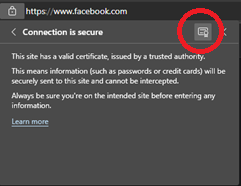 https://www.facebook.com
Connection is secure
This site has a valid certificate, issued by a trusted authority.
This means information (such as passwords or credit cards) will be
securely sent to this site and cannot be intercepted.
Always be sure you're on the intended site before entering any
information.
Learn more